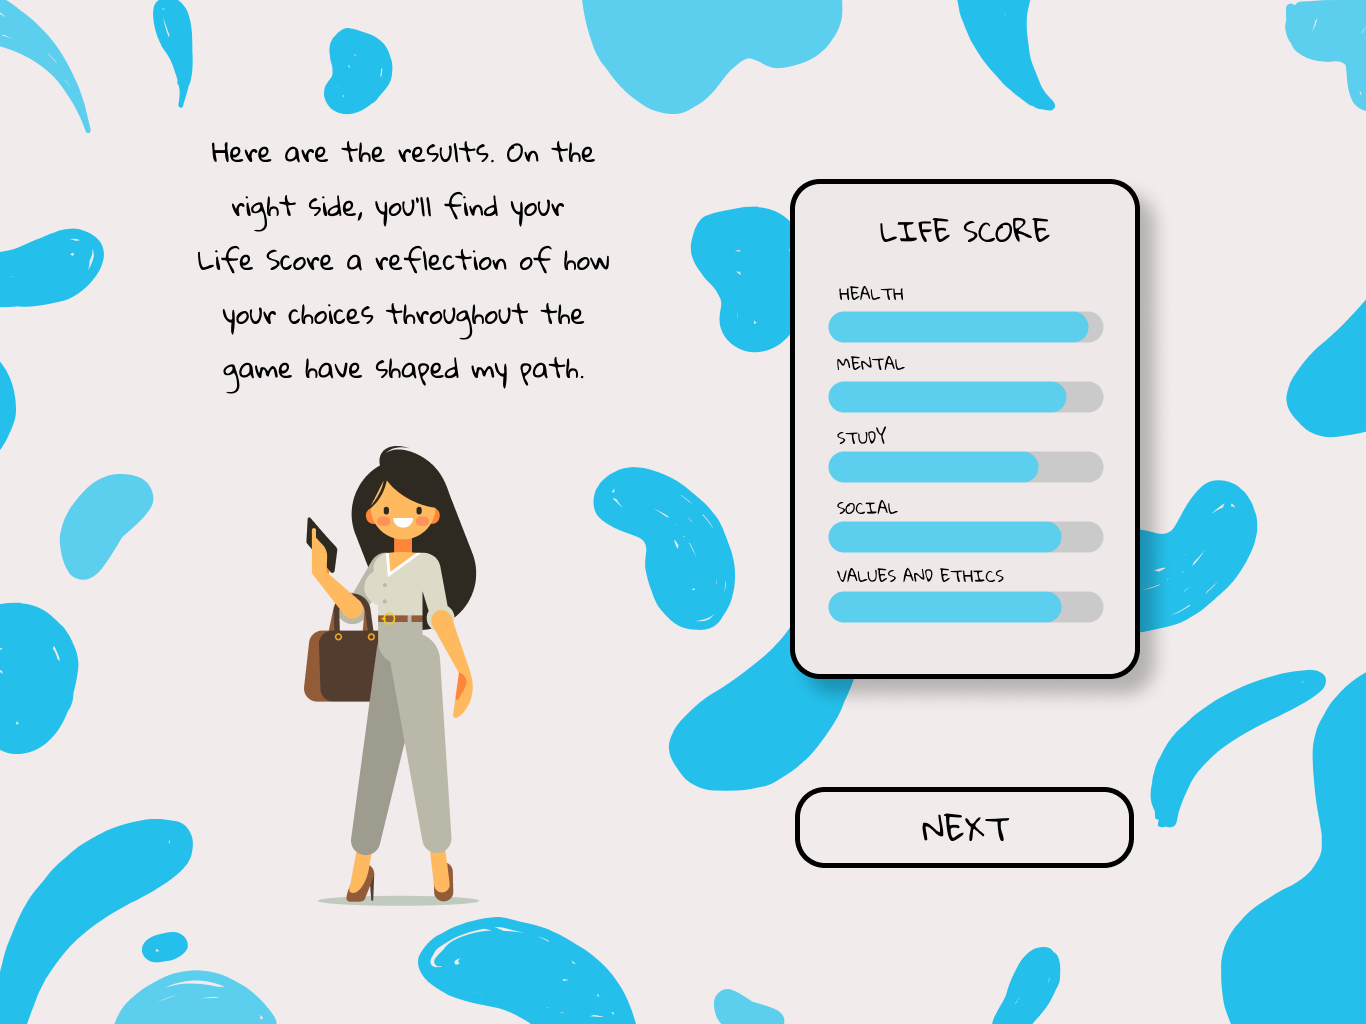 Here are the results. On the
right side, you'll find your
Life Score a reflection of how
your choices throughout the
game have shaped my path.
LIFE SCORE
HEALTH
MENTAL
STUDY
SOCIAL
VALUES AND ETHICS
NEXT